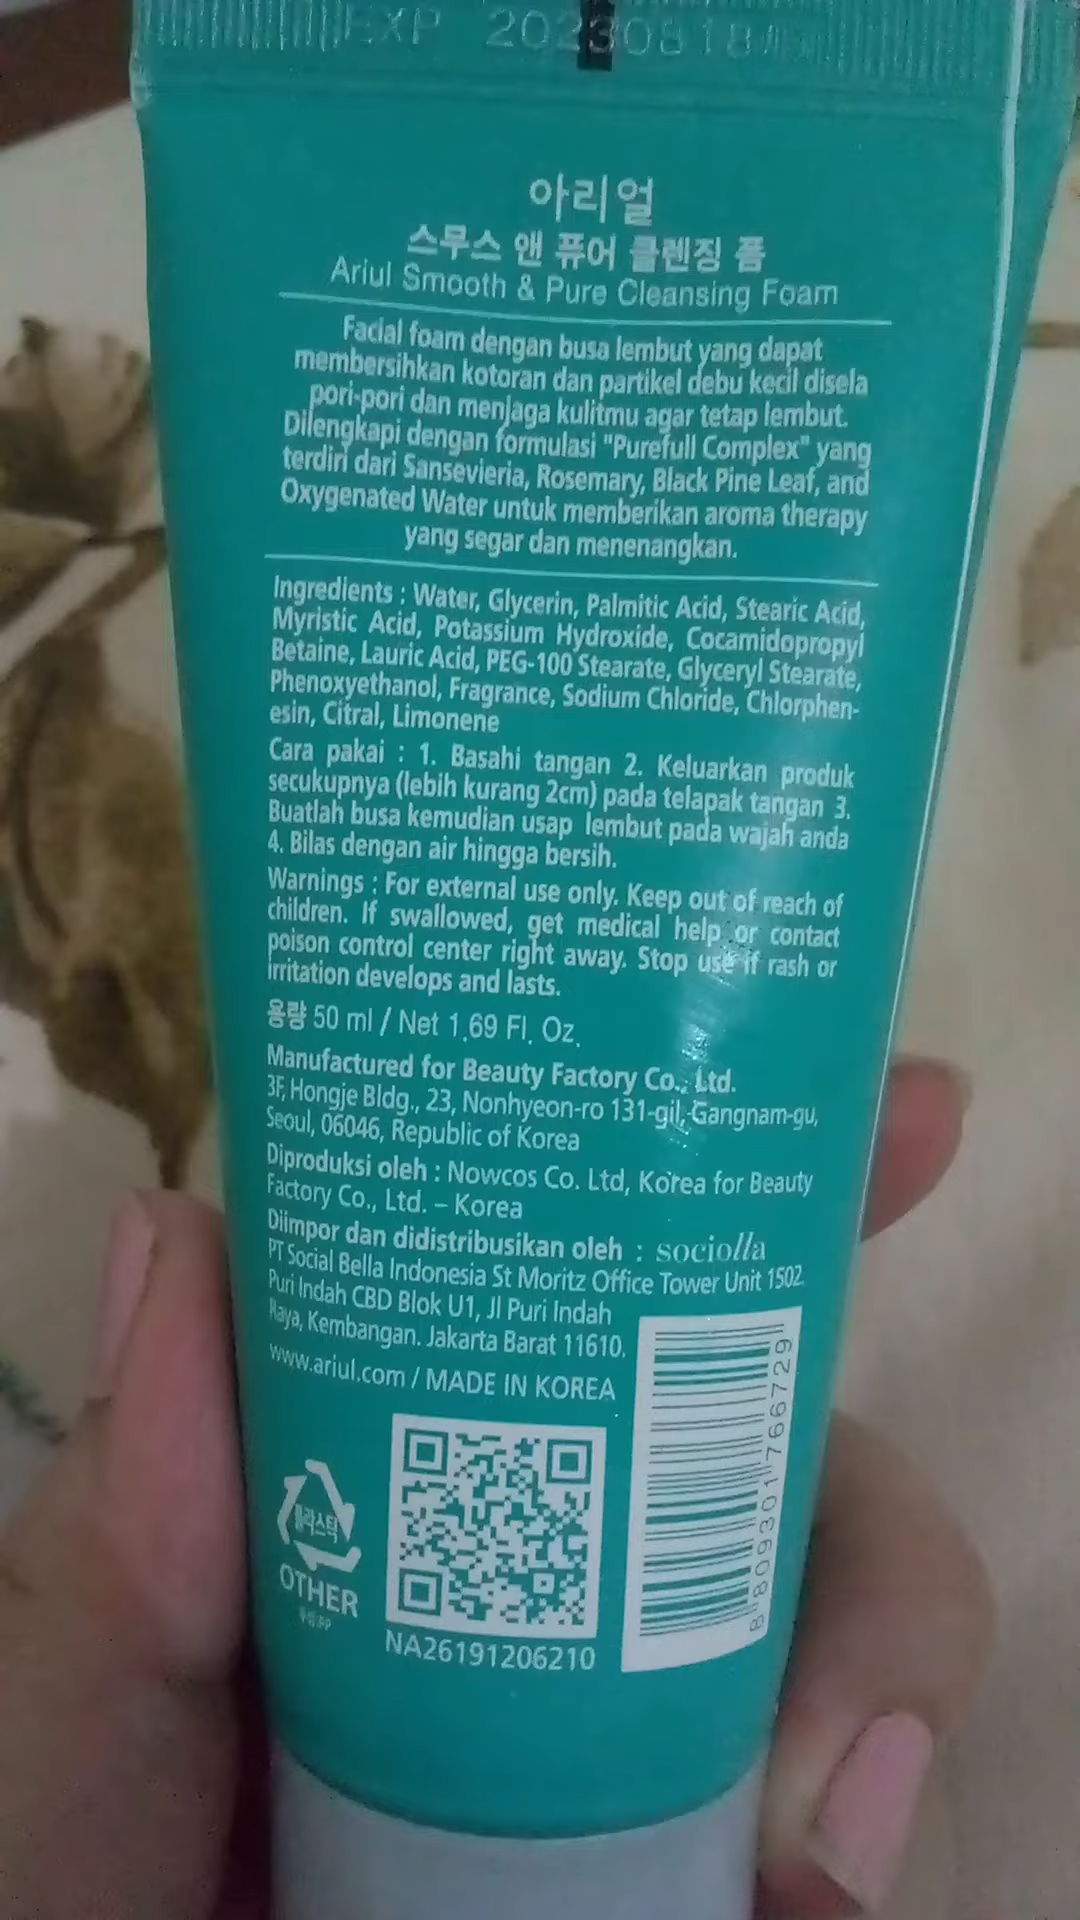 EXP 20230818
아리얼
스무스 앤 퓨어 클렌징 폼
Ariul Smooth & Pure Cleansing Foam
Facial foam dengan busa lembut yang dapat
membersihkan kotoran dan partikel debu kecil disela
pori-pori dan menjaga kulitmu agar tetap lembut.
Dilengkapi dengan formulasi "Purefull Complex" yang
terdiri dari Sansevieria, Rosemary, Black Pine Leaf, and
Oxygenated Water untuk memberikan aroma therapy
yang segar dan menenangkan.
Ingredients : Water, Glycerin, Palmitic Acid, Stearic Acid,
Myristic Acid, Potassium Hydroxide, Cocamidopropyl
Betaine, Lauric Acid, PEG-100 Stearate, Glyceryl Stearate,
Phenoxyethanol, Fragrance, Sodium Chloride, Chlorphen-
esin, Citral, Limonene
Cara pakai : 1. Basahi tangan 2. Keluarkan produk
secukupnya (lebih kurang 2cm) pada telapak tangan 3.
Buatlah busa kemudian usap lembut pada wajah anda
4. Bilas dengan air hingga bersih.
Warnings : For external use only. Keep out of reach of
children. If swallowed, get medical help or contact
poison control center right away. Stop use if rash or
irritation develops and lasts.
용량 50 ml / Net 1.69 Fl. Oz.
Manufactured for Beauty Factory Co., Ltd.
3F, Hongje Bldg., 23, Nonhyeon-ro 131-gil, Gangnam-gu,
Seoul, 06046, Republic of Korea
Diproduksi oleh : Nowcos Co. Ltd, Korea for Beauty
Factory Co., Ltd. – Korea
Diimpor dan didistribusikan oleh : sociolla
PT Social Bella Indonesia St Moritz Office Tower Unit 1502
Puri Indah CBD Blok U1, Jl Puri Indah
Raya, Kembangan. Jakarta Barat 11610.
www.ariul.com / MADE IN KOREA
플라스틱
OTHER
NA26191206210
8 809301 766729